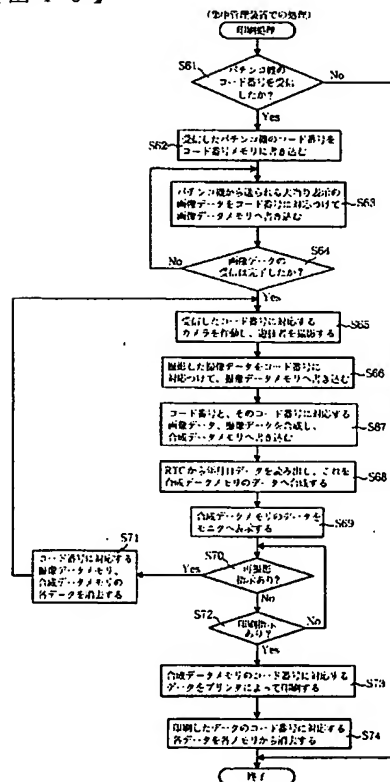 【図１０】
(集中管理装置での処理)
印刷処理
S61
パチンコ機の
コード番号を受信
したか？
No
Yes
S62
受信したパチンコ機のコード番号を
コード番号メモリに書き込む
パチンコ機から送られる大当り表示の
画像データをコード番号に対応づけて
画像データメモリへ書き込む
S63
画像データの
受信は完了したか？
S64
No
Yes
受信したコード番号に対応する
カメラを作動し、遊技者を撮影する
S65
撮影した撮像データをコード番号に
対応づけて、撮像データメモリへ書き込む
S66
コード番号と、そのコード番号に対応する
画像データ、撮像データを合成し、
合成データメモリへ書き込む
S67
RTCから年月日データを読み出し、これを
合成データメモリのデータへ合成する
S68
合成データメモリのデータを
モニタへ表示する
S69
S71
コード番号に対応する
撮像データメモリ、
合成データメモリの
各データを消去する
S70
再撮影
指示あり？
Yes
No
S72
印刷指示
あり？
No
Yes
合成データメモリのコード番号に対応する
データをプリンタによって印刷する
S73
印刷したデータのコード番号に対応する
各データを各メモリから消去する
S74
終了